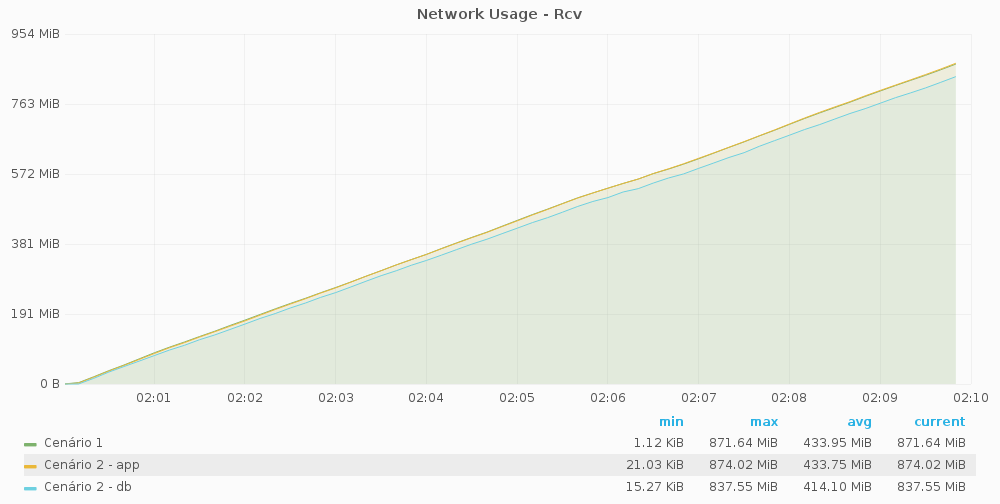 Network Usage - Rcv
954 MiB
763 MiB
572 MiB
381 MiB
191 MiB
0 B
02:01 02:02 02:03 02:04 02:05 02:06 02:07 02:08 02:09 02:10
min max avg current
Cenário 1 1.12 KiB 871.64 MiB 433.95 MiB 871.64 MiB
Cenário 2 - app 21.03 KiB 874.02 MiB 433.75 MiB 874.02 MiB
Cenário 2 - db 15.27 KiB 837.55 MiB 414.10 MiB 837.55 MiB